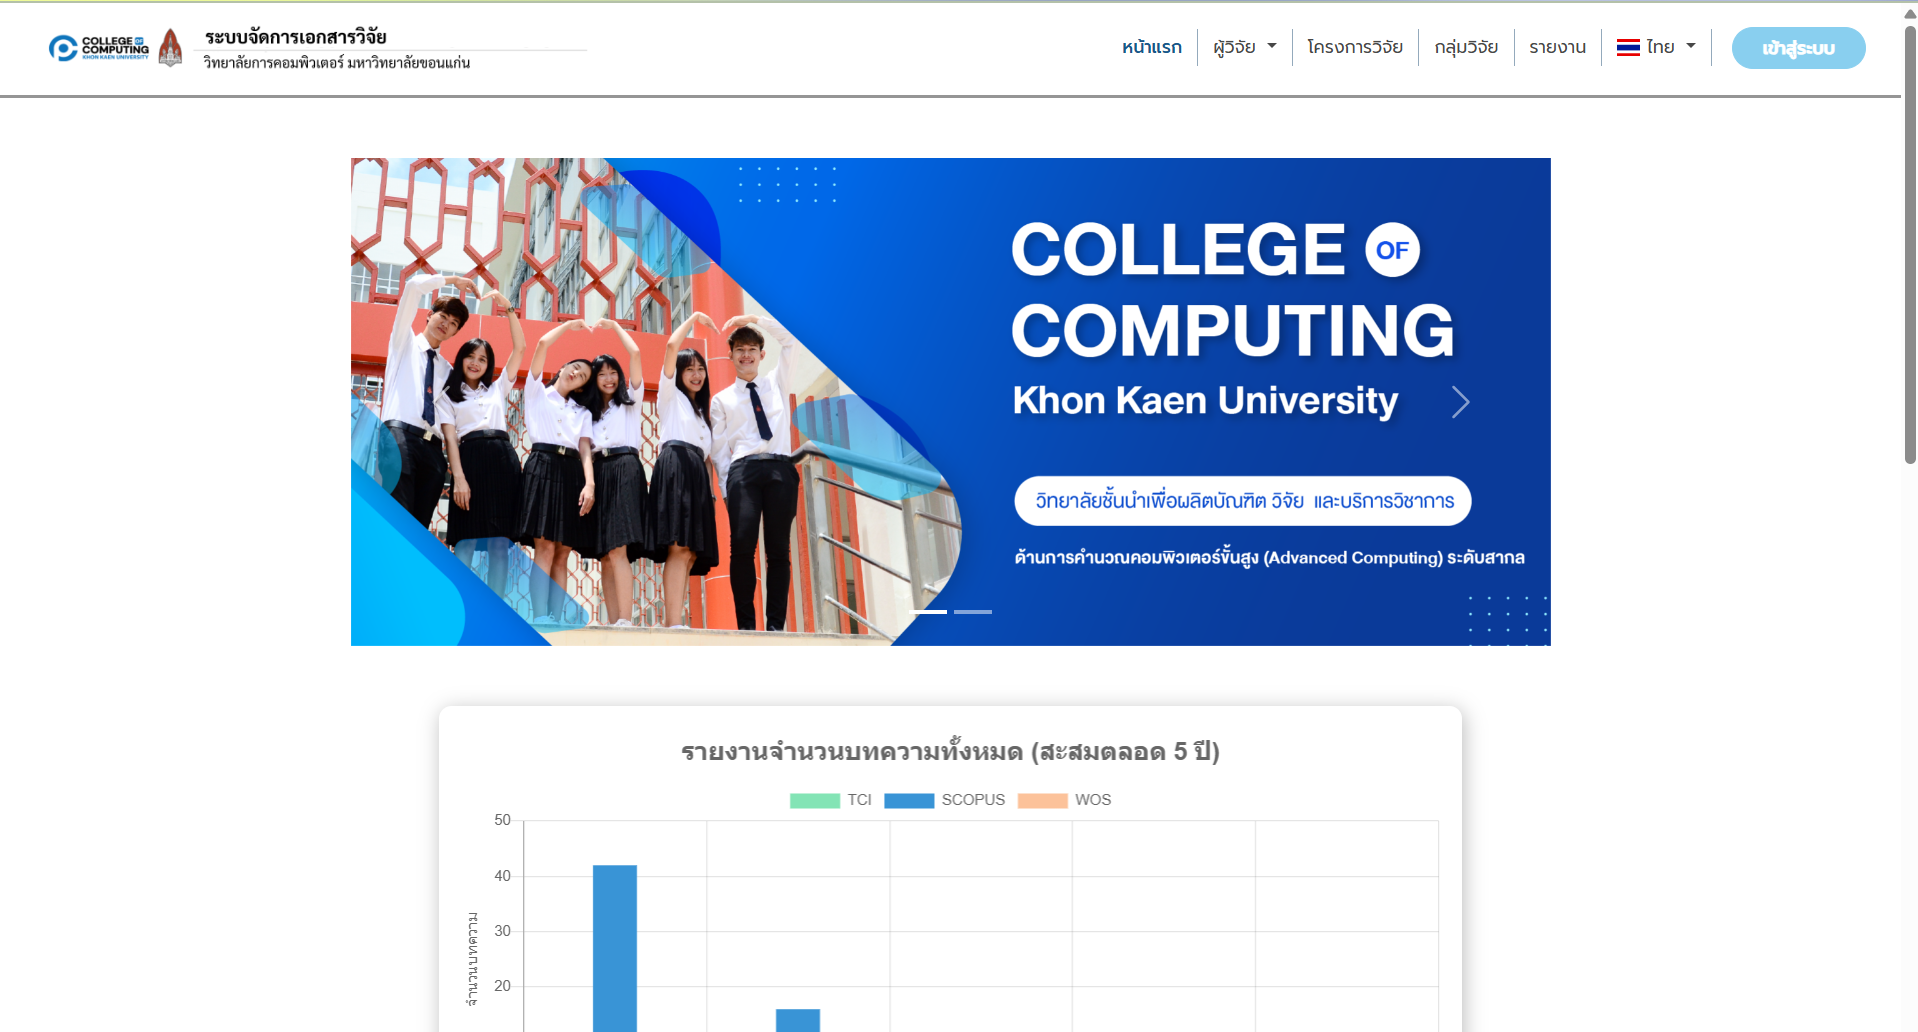 COLLEGE OF
COMPUTING
KHON KAEN UNIVERSITY
ระบบจัดการเอกสารวิจัย
วิทยาลัยการคอมพิวเตอร์ มหาวิทยาลัยขอนแก่น
หน้าแรก ผู้วิจัย โครงการวิจัย กลุ่มวิจัย รายงาน ไทย เข้าสู่ระบบ
COLLEGE OF
COMPUTING
Khon Kaen University
วิทยาลัยชั้นนำเพื่อผลิตบัณฑิต วิจัย และบริการวิชาการ
ด้านการคำนวณคอมพิวเตอร์ขั้นสูง (Advanced Computing) ระดับสากล
รายงานจำนวนบทความทั้งหมด (สะสมตลอด 5 ปี)
TCI SCOPUS WOS
50
40
30
20
จำนวนบทความ